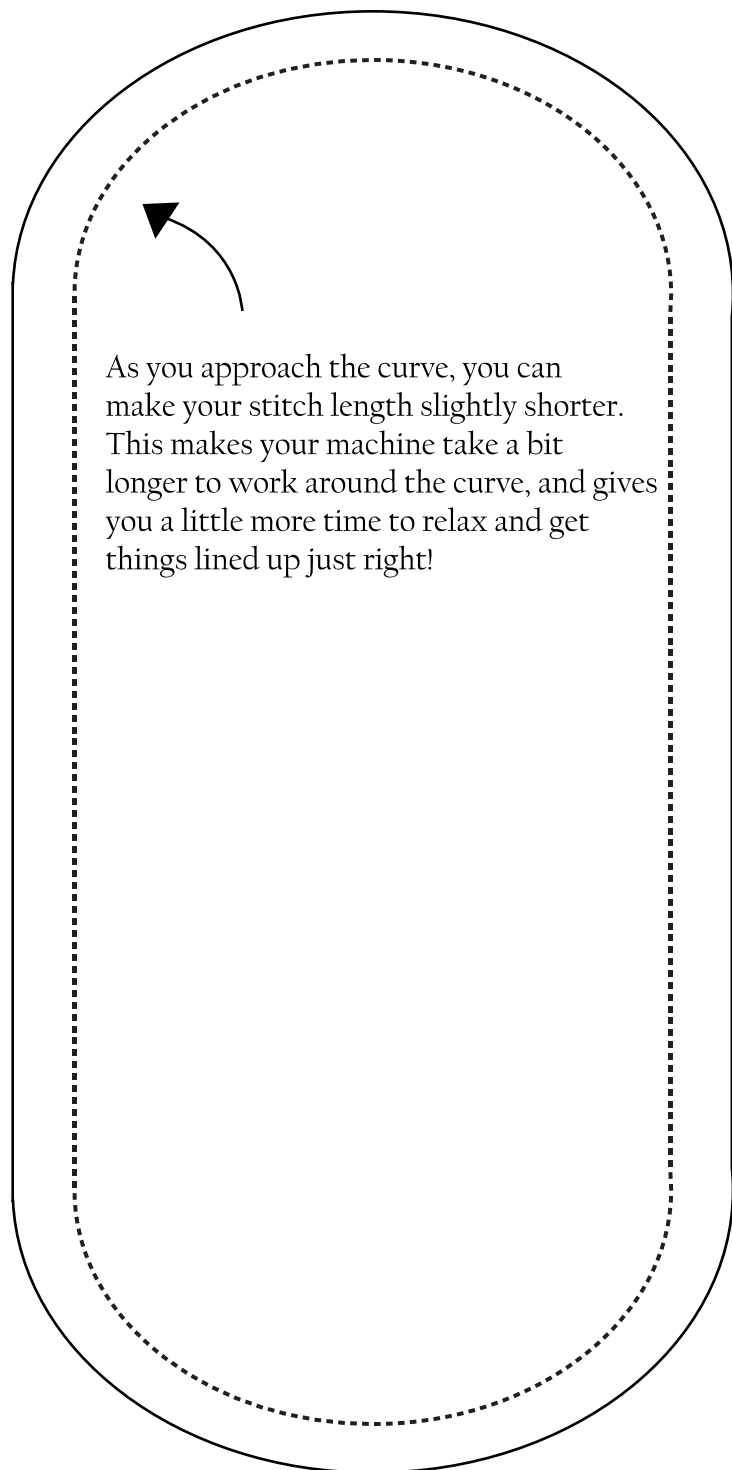 As you approach the curve, you can
make your stitch length slightly shorter.
This makes your machine take a bit
longer to work around the curve, and gives
you a little more time to relax and get
things lined up just right!